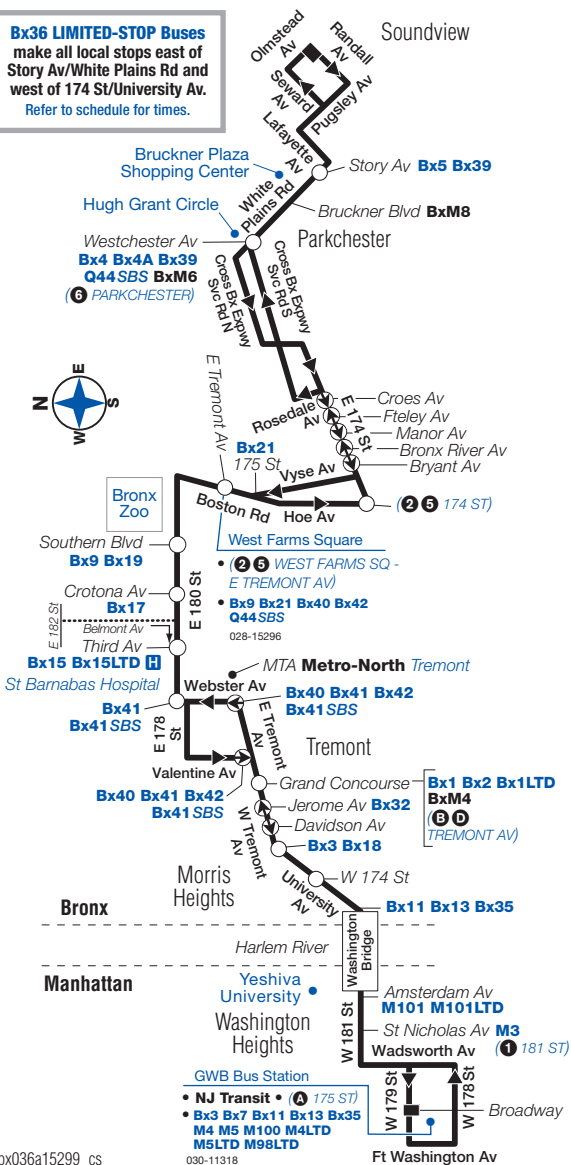 Bx36 LIMITED-STOP Buses
make all local stops east of
Story Av/White Plains Rd and
west of 174 St/University Av.
Refer to schedule for times.
Soundview
Olmstead
Av
Randall
Av
Seward
Av
Pugsley Av
Lafayette
Av
Bruckner Plaza
Shopping Center
Story Av Bx5 Bx39
White
Plains Rd
Hugh Grant Circle
Bruckner Blvd BxM8
Parkchester
Westchester Av
Bx4 Bx4A Bx39
Q44SBS BxM6
(6 PARKCHESTER)
Cross Bx Expwy
Svc Rd N
Cross Bx Expwy
Svc Rd S
N
E
S
W
Rosedale
Av
E 174 St
Croes Av
Fteley Av
Manor Av
Bronx River Av
Bryant Av
E Tremont Av
Bx21
175 St
Vyse Av
Boston Rd
Hoe Av
(2 5 174 ST)
Bronx
Zoo
West Farms Square
• (2 5 WEST FARMS SQ -
E TREMONT AV)
• Bx9 Bx21 Bx40 Bx42
Q44SBS
028-15296
Southern Blvd
Bx9 Bx19
Crotona Av
Bx17
E 180 St
E 182 St
Belmont Av
Third Av
Bx15 Bx15LTD H
St Barnabas Hospital
MTA Metro-North Tremont
Webster Av
Bx40 Bx41 Bx42
Bx41SBS
Bx41
Bx41SBS
E 178
St
E Tremont
Av
Tremont
Valentine Av
Bx40 Bx41 Bx42
Bx41SBS
Grand Concourse
Bx1 Bx2 Bx1LTD
BxM4
(B D
TREMONT AV)
Jerome Av Bx32
Davidson Av
W Tremont
Av
Bx3 Bx18
Morris
Heights
W 174 St
University
Av
Bx11 Bx13 Bx35
Bronx
Harlem River
Washington
Bridge
Manhattan
Yeshiva
University
Amsterdam Av
M101 M101LTD
Washington
Heights
W 181 St
St Nicholas Av M3
(1 181 ST)
Wadsworth Av
GWB Bus Station
• NJ Transit • (A 175 ST)
• Bx3 Bx7 Bx11 Bx13 Bx35
M4 M5 M100 M4LTD
M5LTD M98LTD
030-11318
W 179 St
W 178 St
Broadway
Ft Washington Av
bx036a15299_cs